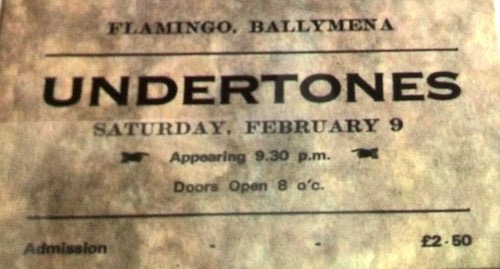 FLAMINGO, BALLYMENA
UNDERTONES
SATURDAY, FEBRUARY 9
Appearing 9.30 p.m.
Doors Open 8 o'c.
Admission - - £2·50